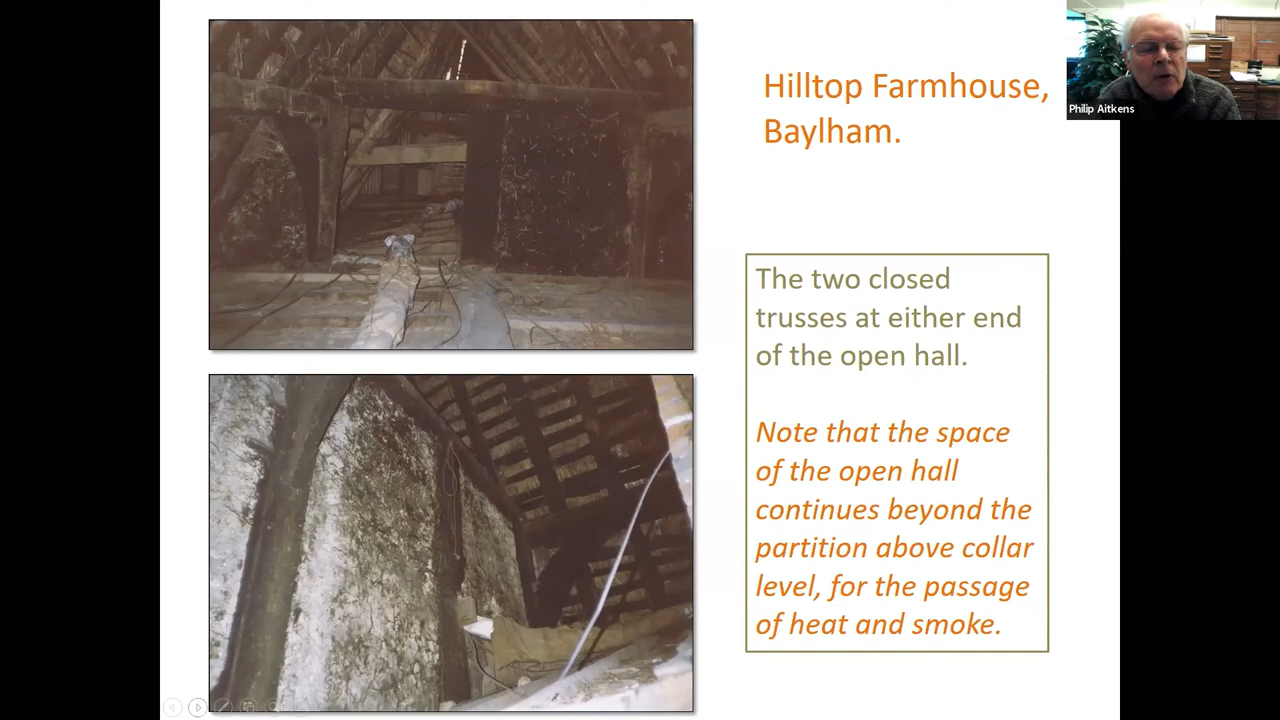 Hilltop Farmhouse,
Baylham.
Philip Aitkens
The two closed
trusses at either end
of the open hall.
Note that the space
of the open hall
continues beyond the
partition above collar
level, for the passage
of heat and smoke.